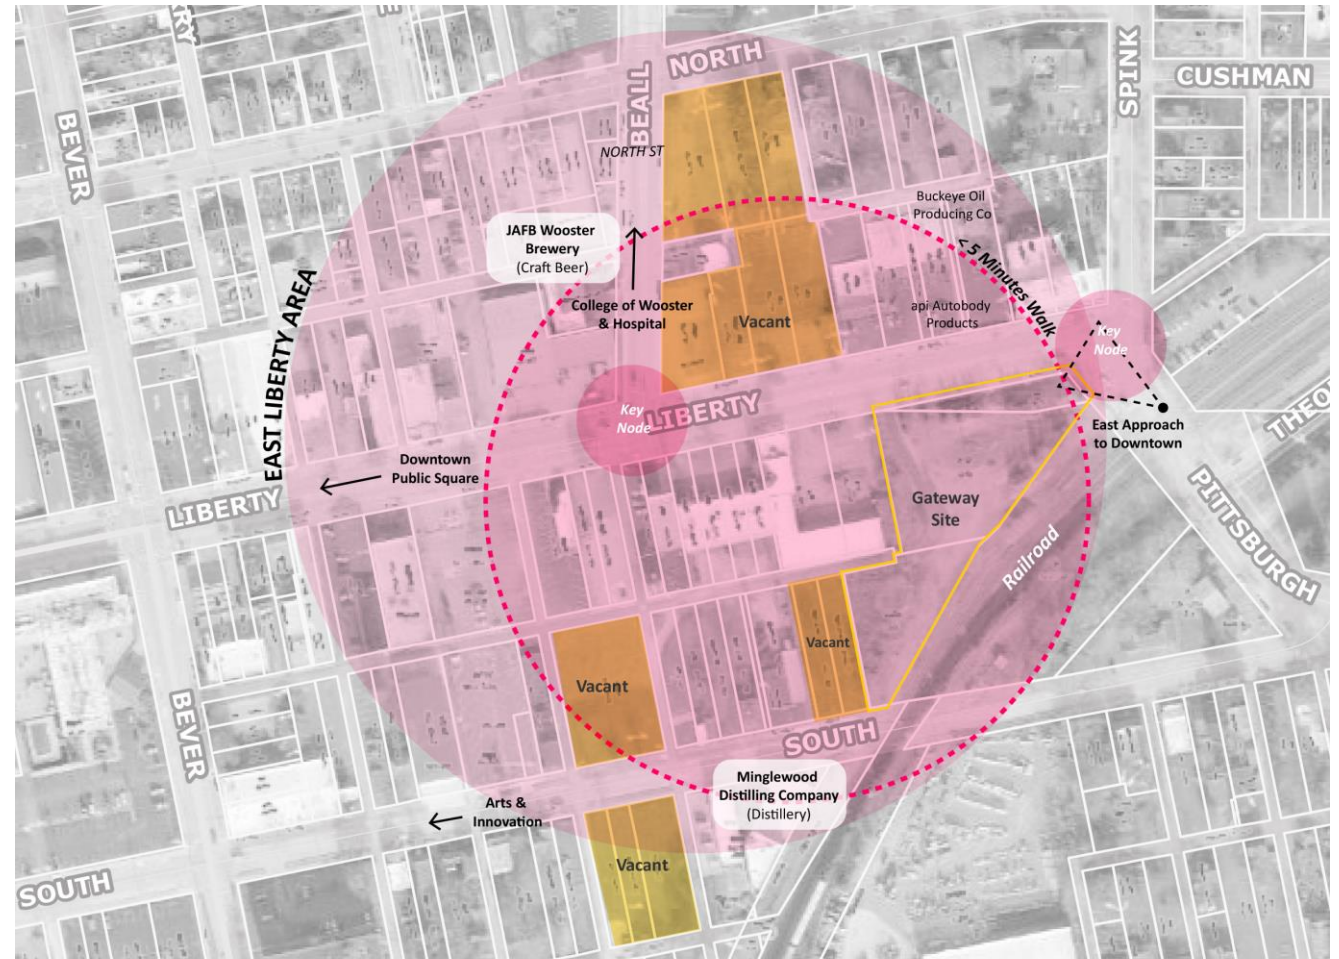 NORTH
SPINK
CUSHMAN
BEALL
BEVER
NORTH ST
Buckeye Oil
Producing Co
JAFB Wooster
Brewery
(Craft Beer)
< 5 Minutes Walk
EAST LIBERTY AREA
College of Wooster
& Hospital
Vacant
api Autobody
Products
Key
Node
Key
Node
LIBERTY
East Approach
to Downtown
Downtown
Public Square
LIBERTY
Gateway
Site
PITTSBURGH
Railroad
Vacant
Vacant
BEVER
SOUTH
Minglewood
Distilling Company
(Distillery)
Arts &
Innovation
Vacant
SOUTH